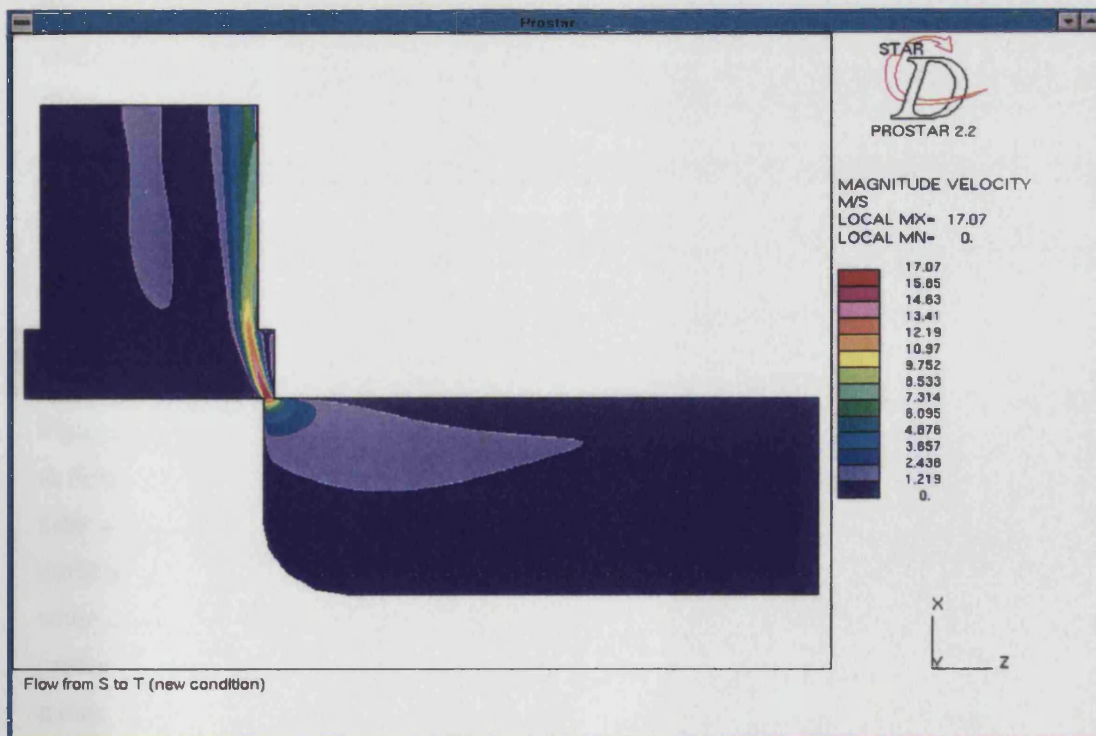 Prostar
STAR
D
PROSTAR 2.2
MAGNITUDE VELOCITY
M/S
LOCAL MX= 17.07
LOCAL MN= 0.
17.07
15.85
14.63
13.41
12.19
10.97
9.752
8.533
7.314
6.095
4.876
3.657
2.438
1.219
0.
X
Y
Z
Flow from S to T (new condition)